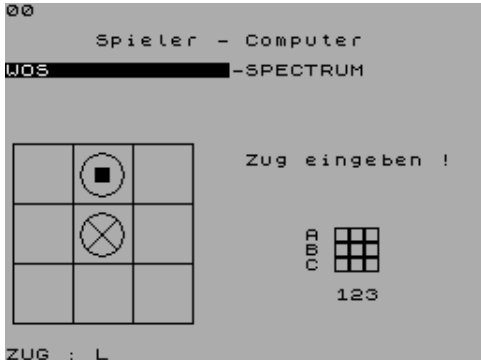 00
Spieler - Computer
WOS -SPECTRUM
Zug eingeben !
A
B
C
123
ZUG : L